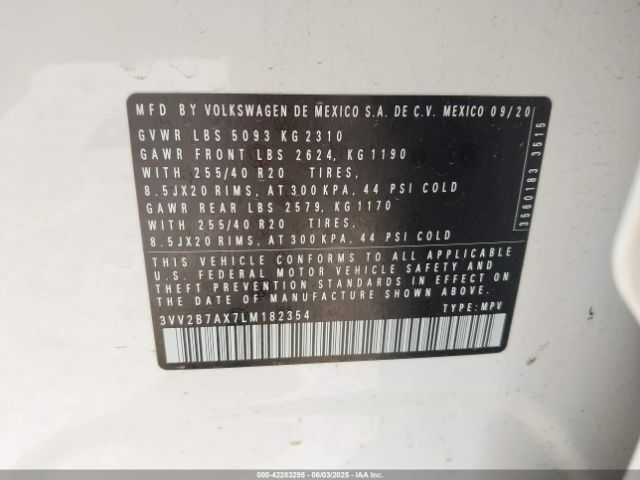 MFD BY VOLKSWAGEN DE MEXICO S.A. DE C.V. MEXICO 09/20
GVWR LBS 5093 KG 2310
GAWR FRONT LBS 2624, KG 1190
WITH 255/40 R20 TIRES,
8.5JX20 RIMS, AT 300 KPA, 44 PSI COLD
GAWR REAR LBS 2579, KG 1170
WITH 255/40 R20 TIRES,
8.5JX20 RIMS, AT 300 KPA, 44 PSI COLD
THIS VEHICLE CONFORMS TO ALL APPLICABLE
U.S. FEDERAL MOTOR VEHICLE SAFETY AND
THEFT PREVENTION STANDARDS IN EFFECT ON
THE DATE OF MANUFACTURE SHOWN ABOVE.
3VV2B7AX7LM182354 TYPE: MPV
3560183 3515
000-42283295 | 06/03/2025 | Copyright © IAA, Inc.